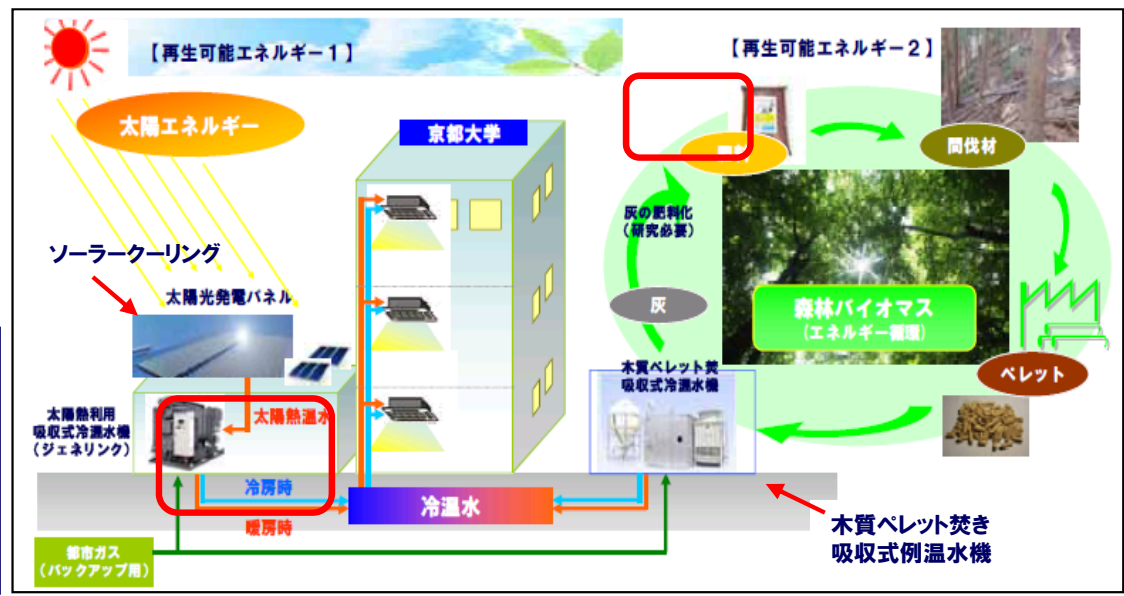 【再生可能エネルギー1】
【再生可能エネルギー2】
太陽エネルギー
京都大学
間伐材
灰の肥料化
(研究必要)
ソーラークーリング
太陽光発電パネル
灰
森林バイオマス
(エネルギー循環)
木質ペレット焚
吸収式冷温水機
ペレット
太陽熱利用
吸収式冷温水機
(ジェネリンク)
太陽熱温水
冷房時
冷温水
暖房時
木質ペレット焚き
吸収式例温水機
都市ガス
(バックアップ用)